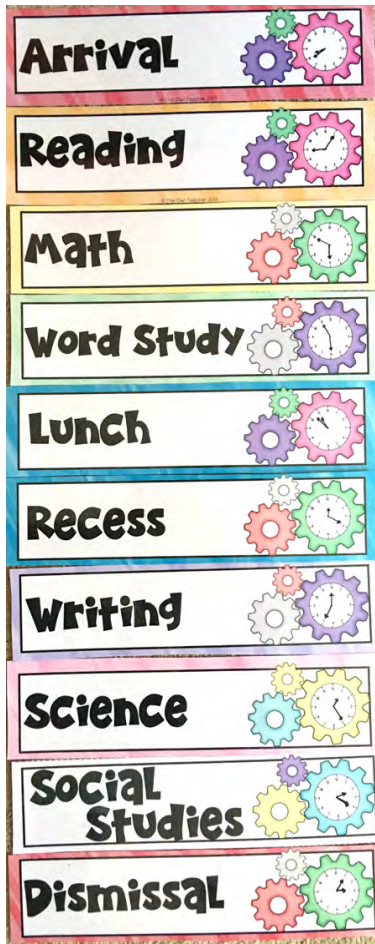 Arrival
Reading
Math
Word Study
Lunch
Recess
Writing
Science
Social
Studies
Dismissal